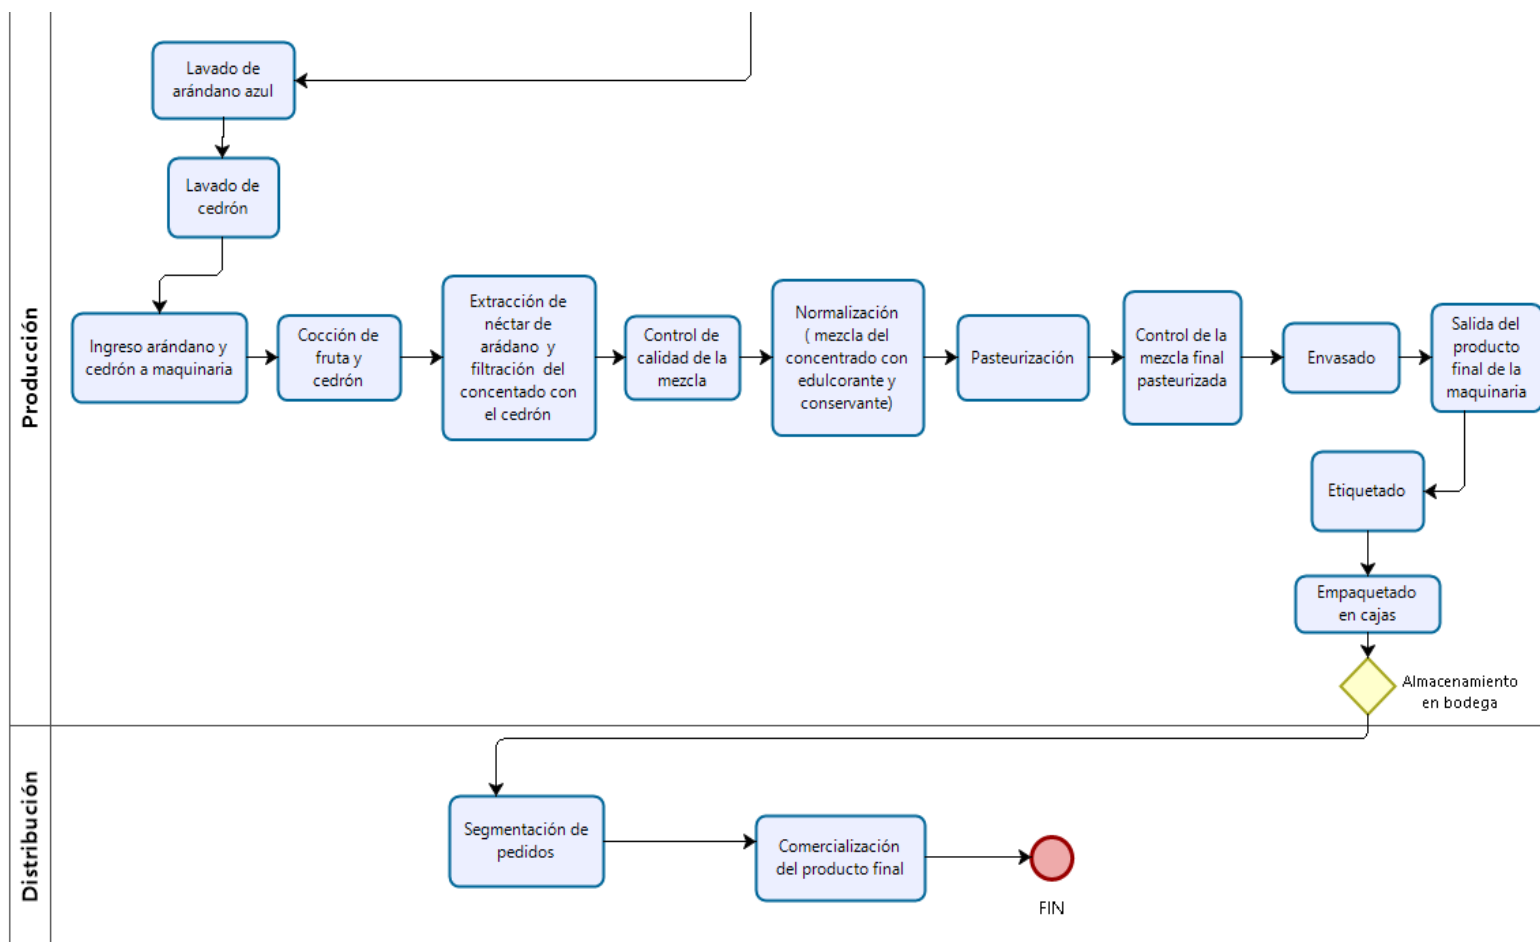 Producción
Lavado de
arándano azul
Lavado de
cedrón
Ingreso arándano y
cedrón a maquinaria
Cocción de
fruta y
cedrón
Extracción de
néctar de
arádano y
filtración del
concentado con
el cedrón
Control de
calidad de la
mezcla
Normalización
( mezcla del
concentrado con
edulcorante y
conservante)
Pasteurización
Control de la
mezcla final
pasteurizada
Envasado
Salida del
producto
final de la
maquinaria
Etiquetado
Empaquetado
en cajas
Almacenamiento
en bodega
Distribución
Segmentación de
pedidos
Comercialización
del producto final
FIN